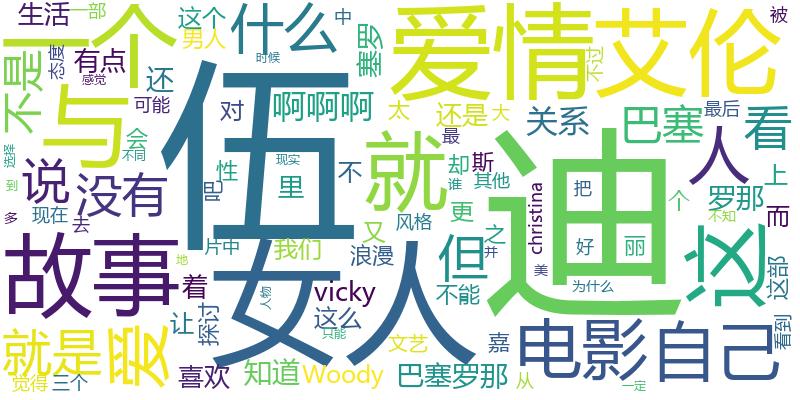 生活
一部
这个
什么
中
爱情
艾伦
被
不是
一个
男人
时候
塞罗
不过
态度
有点
感觉
还
与
伍
可能
对
啊啊啊
太
还是
大
关系
巴塞
最后
看
选择
不同
会
性
现实
不
就
最
却
斯
谁
其他
迪
人
上
到
说
没有
吧
里
christina
把
个
罗那
不知
而
多
现在
去
片中
我们
又
风格
更
之
并
好
丽
这
这部
故事
地
女人
浪漫
但
美
为什么
着
让
探讨
人物
vicky
这么
不能
看到
就是
爱
只能
文艺
嘉
电影
自己
觉得
三个
喜欢
知道
Woody
巴塞罗那
从
一定